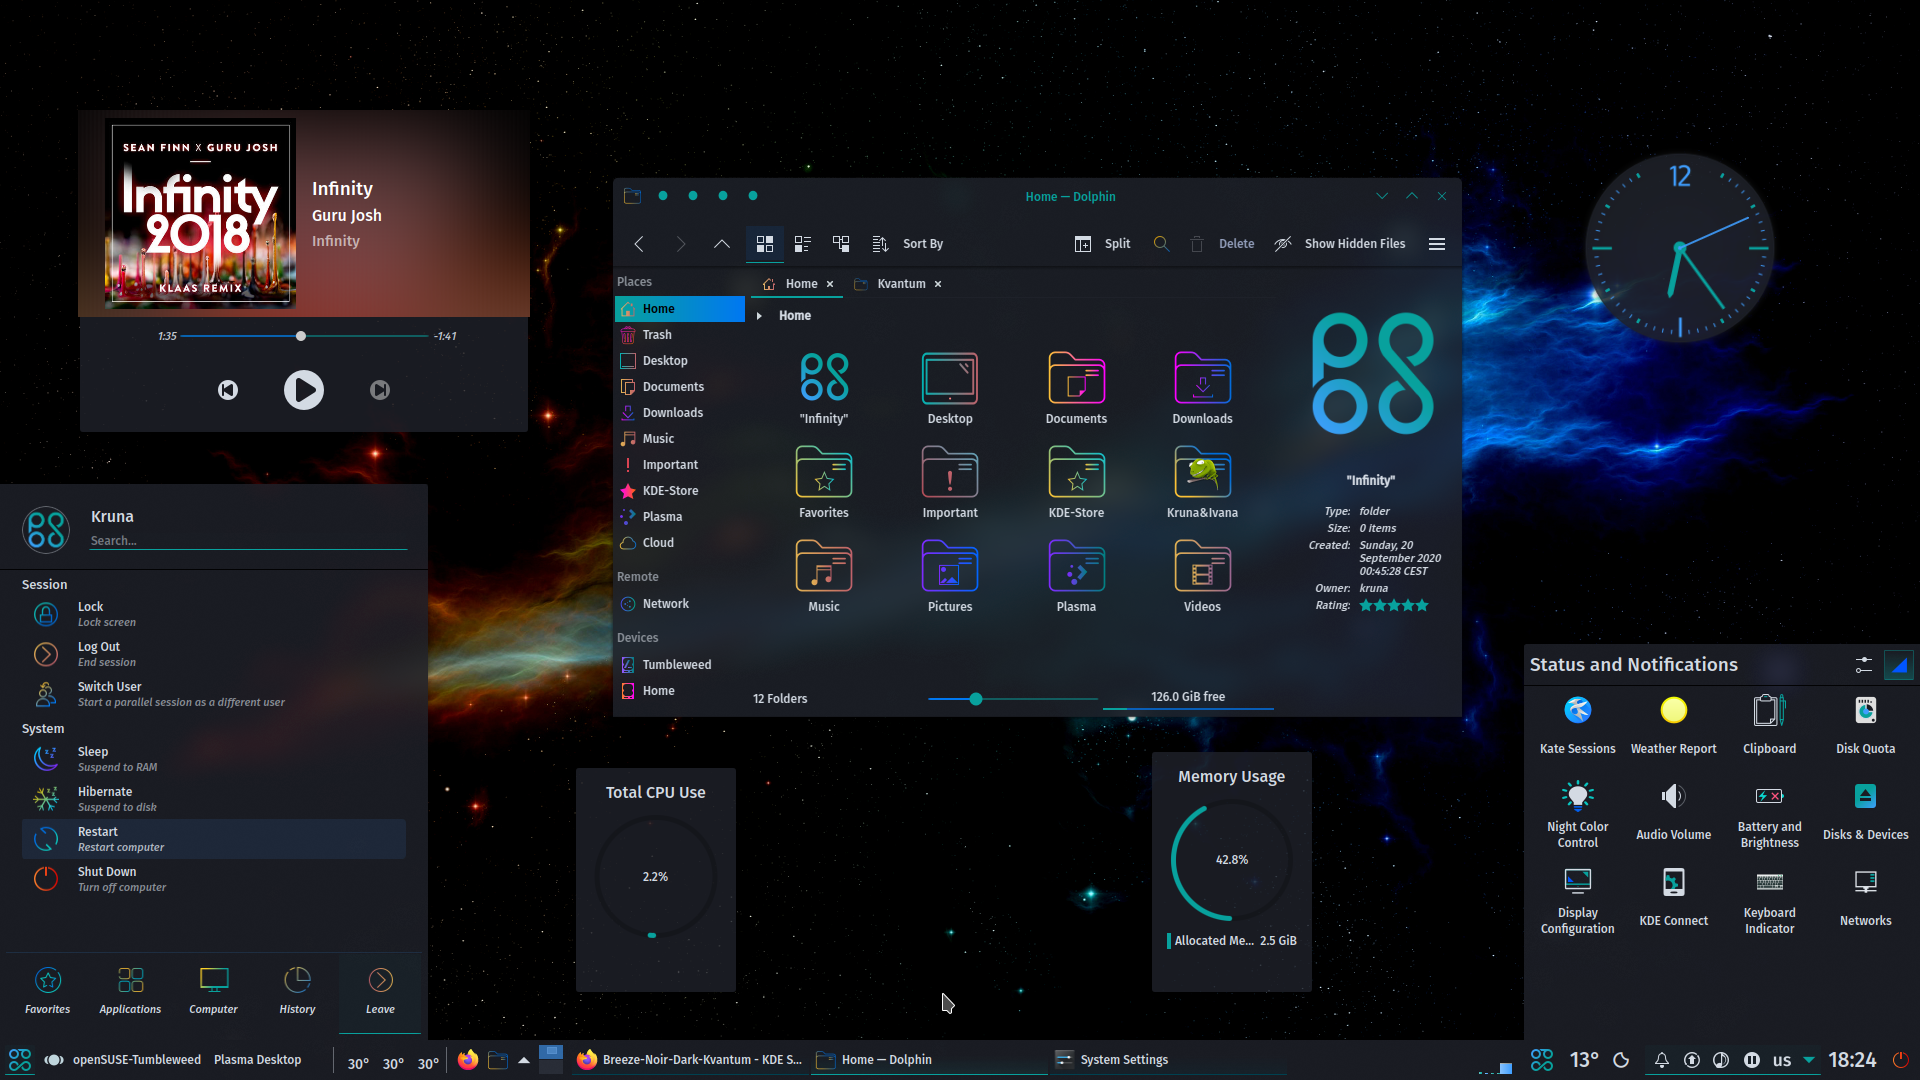 SEAN FINN X GURU JOSH
Infinity
2018
KLAAS REMIX
Infinity
Guru Josh
Infinity
1:35
-1:41
Home — Dolphin
Sort By
Split
Delete
Show Hidden Files
Places
Home
Trash
Desktop
Documents
Downloads
Music
Important
KDE-Store
Plasma
Cloud
Remote
Network
Devices
Tumbleweed
Home
Home
Kvantum
Home
"Infinity"
Desktop
Documents
Downloads
Favorites
Important
KDE-Store
Kruna&Ivana
Music
Pictures
Plasma
Videos
12 Folders
126.0 GiB free
"Infinity"
Type: folder
Size: 0 items
Created: Sunday, 20
September 2020
00:45:28 CEST
Owner: kruna
Rating:
12
Kruna
Search...
Session
Lock
Lock screen
Log Out
End session
Switch User
Start a parallel session as a different user
System
Sleep
Suspend to RAM
Hibernate
Suspend to disk
Restart
Restart computer
Shut Down
Turn off computer
Favorites
Applications
Computer
History
Leave
Total CPU Use
2.2%
Memory Usage
42.8%
Allocated Me... 2.5 GiB
Status and Notifications
Kate Sessions
Weather Report
Clipboard
Disk Quota
Night Color
Control
Audio Volume
Battery and
Brightness
Disks & Devices
Display
Configuration
KDE Connect
Keyboard
Indicator
Networks
openSUSE-Tumbleweed
Plasma Desktop
30° 30° 30°
Breeze-Noir-Dark-Kvantum - KDE S...
Home — Dolphin
System Settings
13°
us
18:24